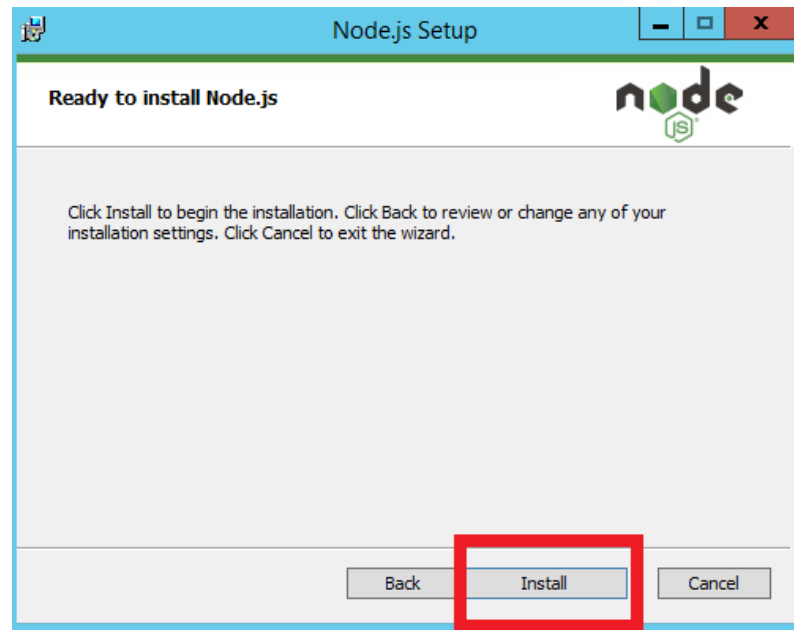 Node.js Setup
Ready to install Node.js
node
JS
Click Install to begin the installation. Click Back to review or change any of your
installation settings. Click Cancel to exit the wizard.
Back Install Cancel